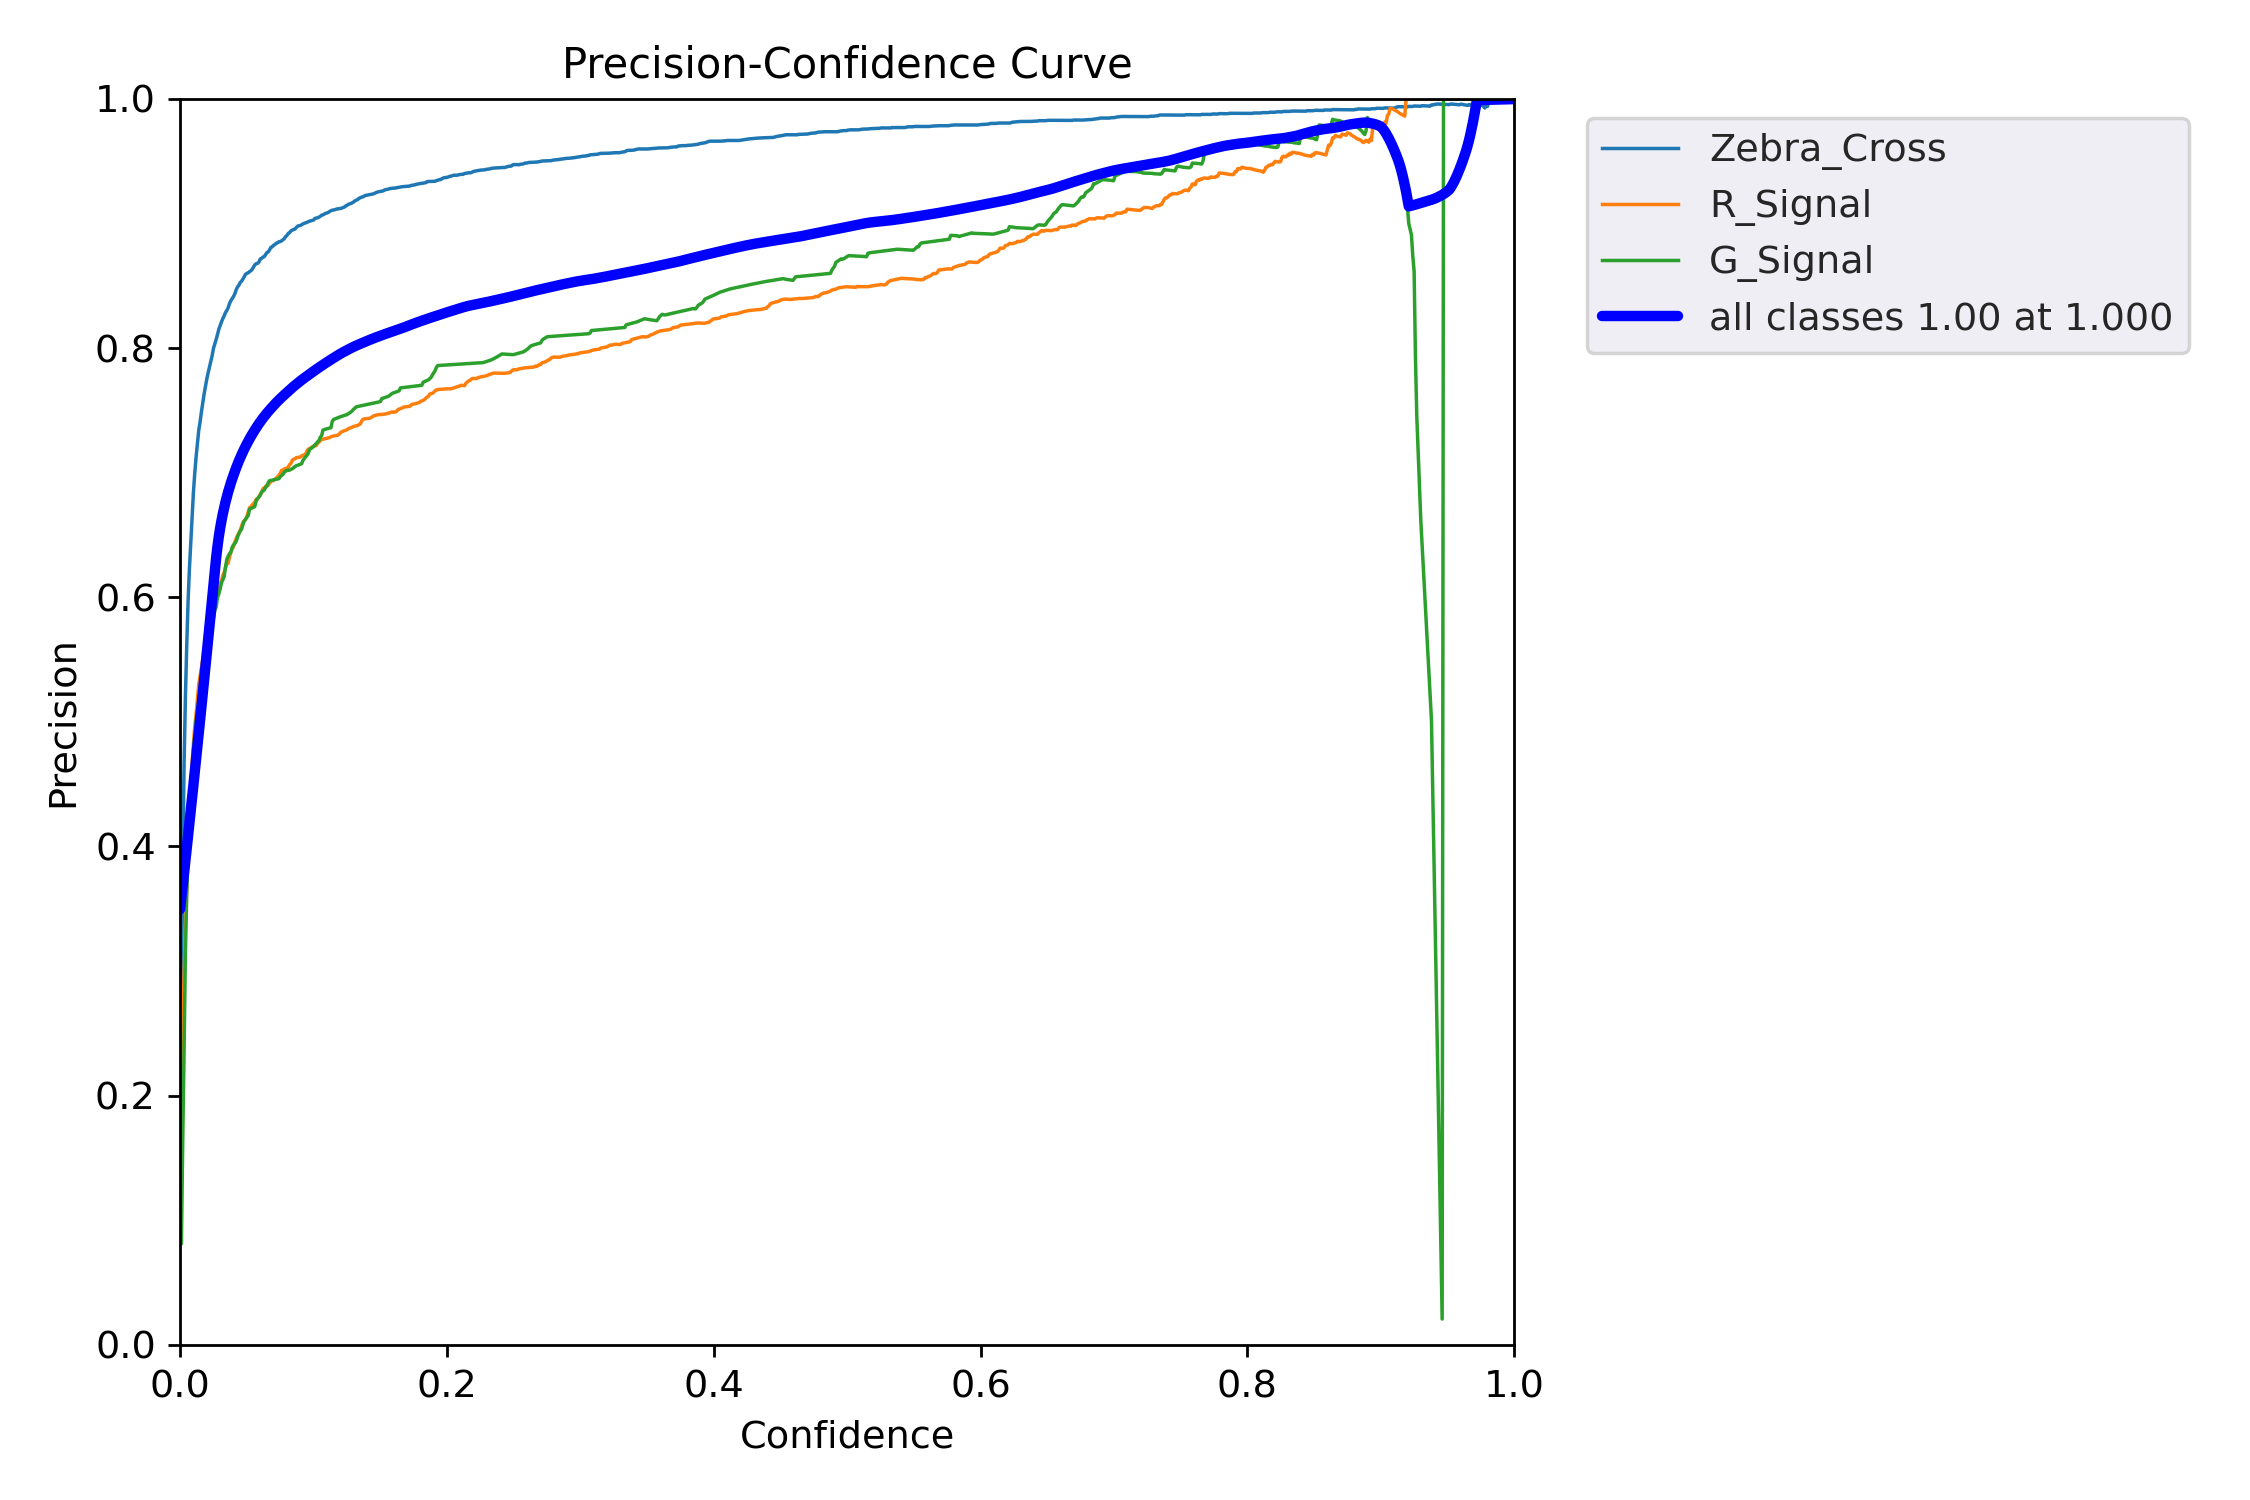 Precision-Confidence Curve
1.0
0.8
0.6
0.4
0.2
0.0
Precision
0.0 0.2 0.4 0.6 0.8 1.0
Confidence
Zebra_Cross
R_Signal
G_Signal
all classes 1.00 at 1.000